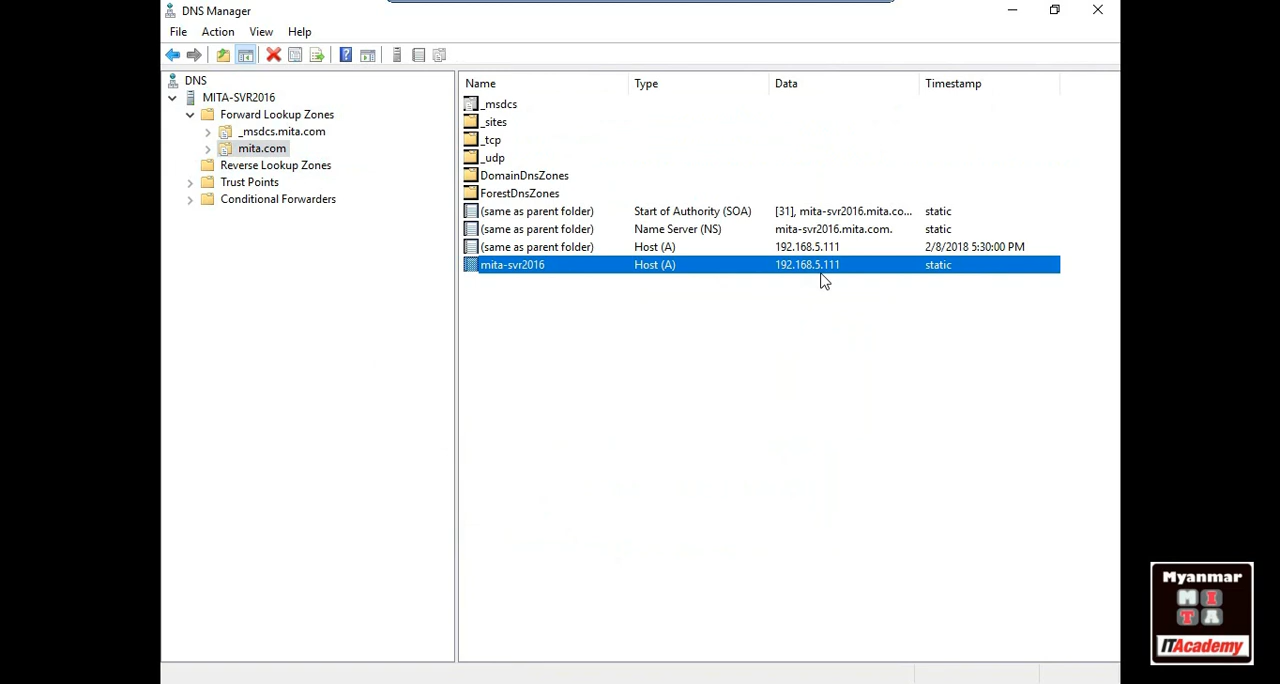 DNS Manager
File Action View Help
DNS
MITA-SVR2016
Forward Lookup Zones
_msdcs.mita.com
mita.com
Reverse Lookup Zones
Trust Points
Conditional Forwarders
Name Type Data Timestamp
_msdcs
_sites
_tcp
_udp
DomainDnsZones
ForestDnsZones
(same as parent folder) Start of Authority (SOA) [31], mita-svr2016.mita.co... static
(same as parent folder) Name Server (NS) mita-svr2016.mita.com. static
(same as parent folder) Host (A) 192.168.5.111 2/8/2018 5:30:00 PM
mita-svr2016 Host (A) 192.168.5.111 static
Myanmar
M I
T A
ITAcademy